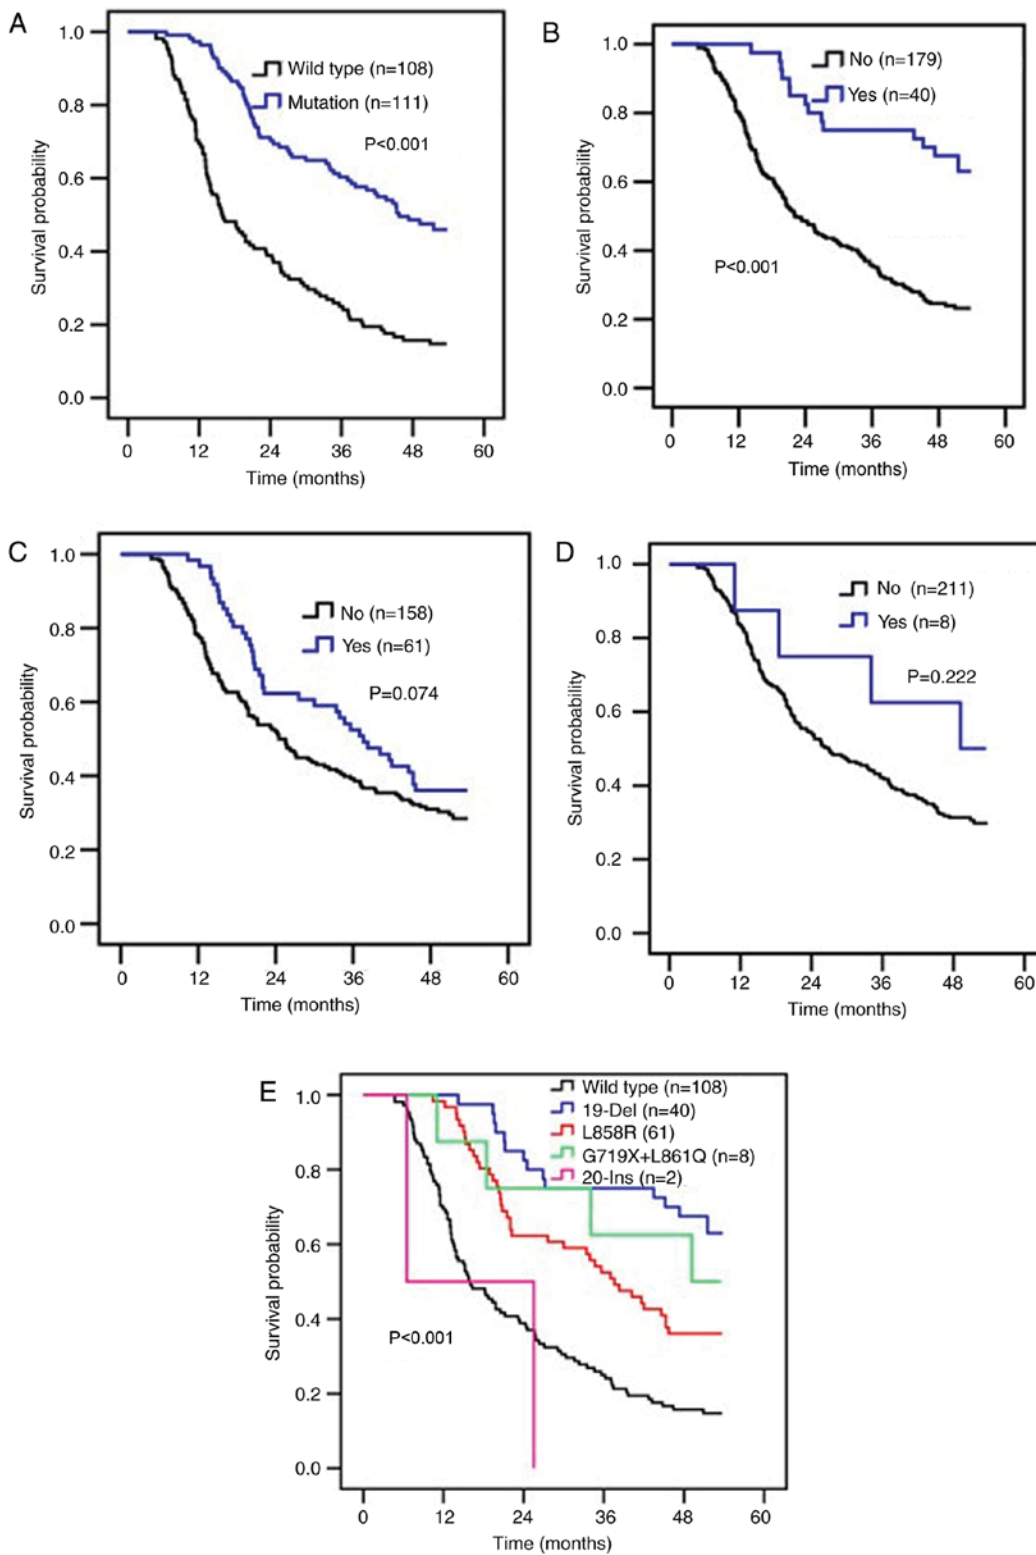 A
1.0
0.8
0.6
0.4
0.2
0.0
Survival probability
Wild type (n=108)
Mutation (n=111)
P<0.001
0 12 24 36 48 60
Time (months)
B
1.0
0.8
0.6
0.4
0.2
0.0
Survival probability
No (n=179)
Yes (n=40)
P<0.001
0 12 24 36 48 60
Time (months)
C
1.0
0.8
0.6
0.4
0.2
0.0
Survival probability
No (n=158)
Yes (n=61)
P=0.074
0 12 24 36 48 60
Time (months)
D
1.0
0.8
0.6
0.4
0.2
0.0
Survival probability
No (n=211)
Yes (n=8)
P=0.222
0 12 24 36 48 60
Time (months)
E
1.0
0.8
0.6
0.4
0.2
0.0
Survival probability
Wild type (n=108)
19-Del (n=40)
L858R (61)
G719X+L861Q (n=8)
20-Ins (n=2)
P<0.001
0 12 24 36 48 60
Time (months)